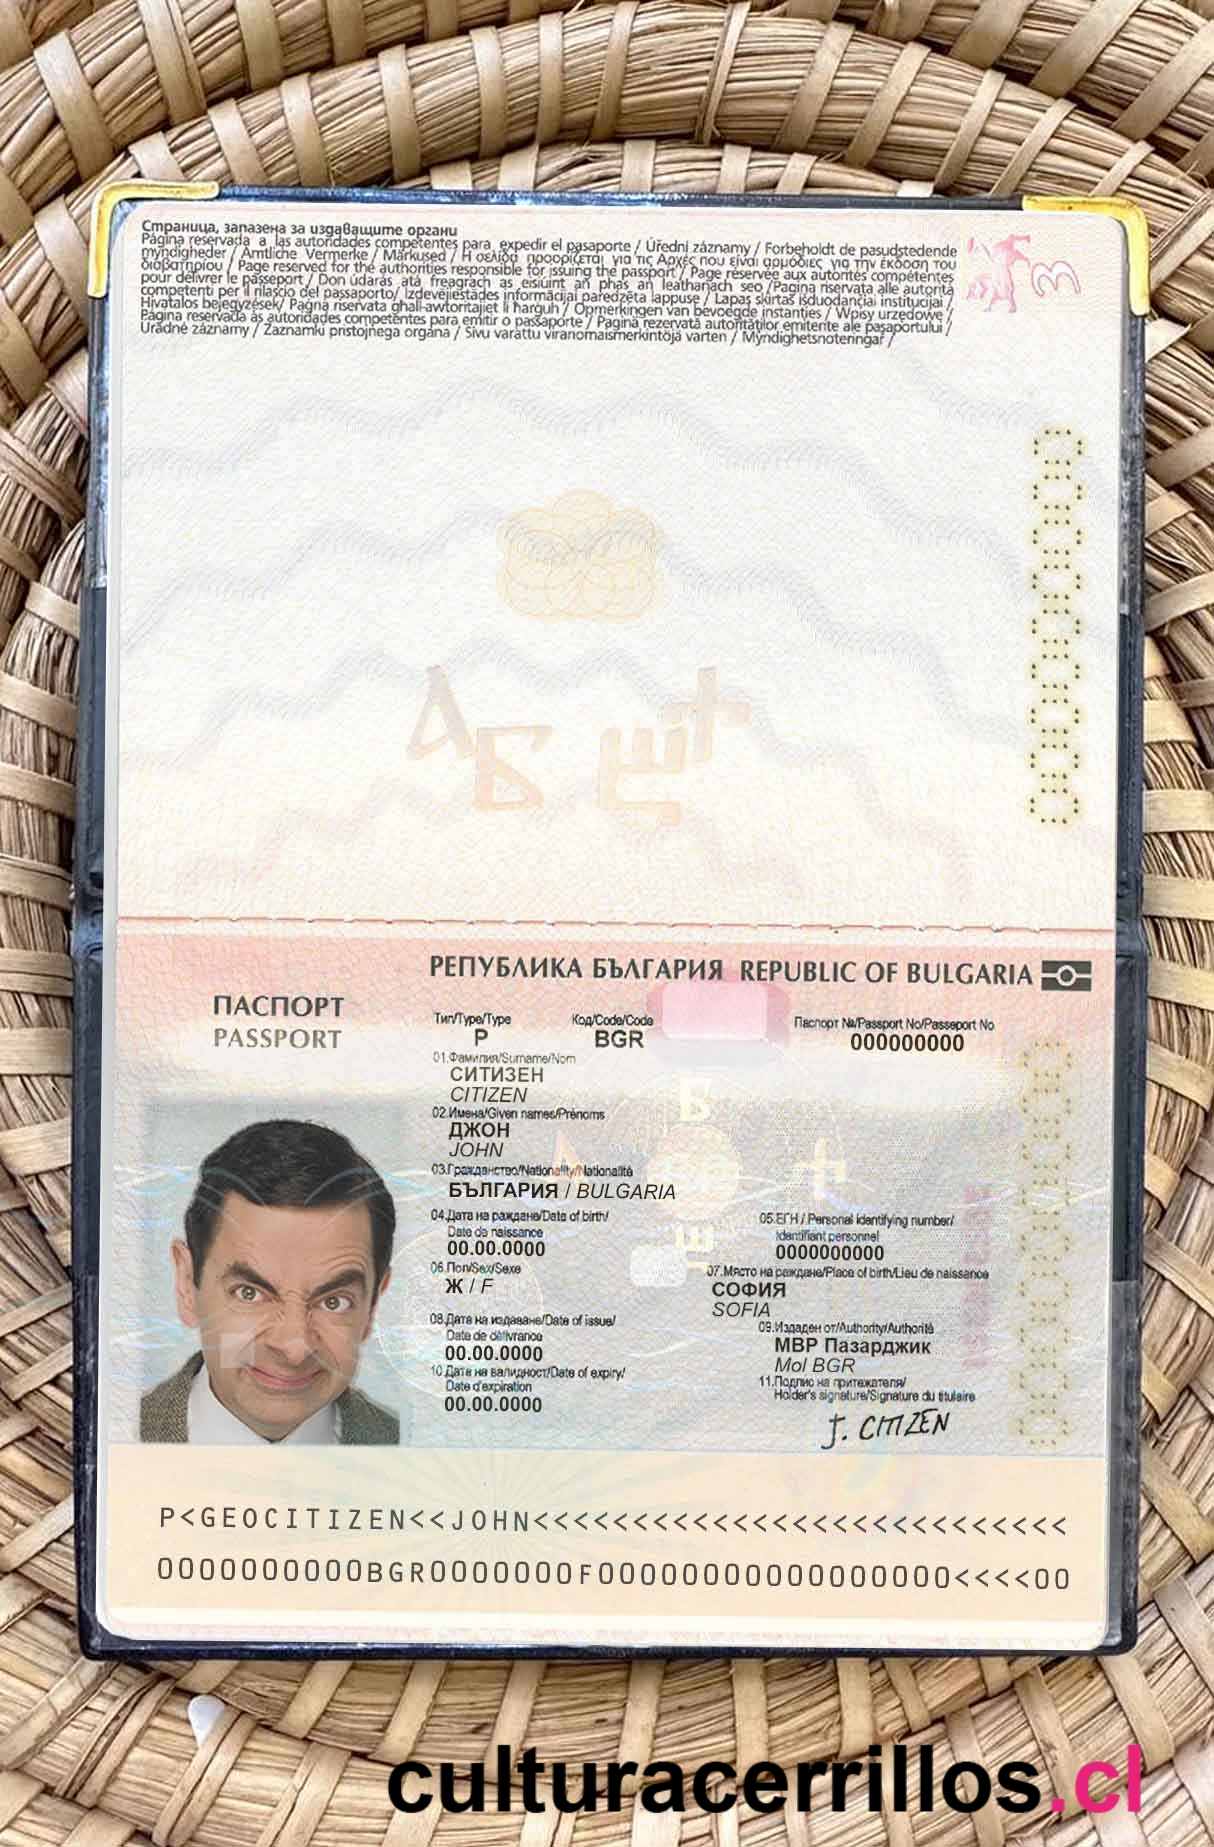 Страница, запазена за издаващите органи
Página reservada a las autoridades competentes para expedir el pasaporte / Úřední záznamy / Forbeholdt de pasudstedende
myndigheder / Amtliche Vermerke / Märkused / Η σελίδα προορίζεται για τις Αρχές που είναι αρμόδιες για την έκδοση του
διαβατηρίου / Page reserved for the authorities responsible for issuing the passport / Page réservée aux autorités compétentes
pour délivrer le passeport / Don údarás atá freagrach as eisiúint an phas an leathanach seo /Pagina riservata alle autorità
competenti per il rilascio del passaporto/ Izdevējiestādes informācijai paredzēta lappuse / Lapas skirtas išduodančiai institucijai /
Hivatalos bejegyzések/ Paġna riservata għall-awtoritajiet li ħarġuh / Opmerkingen van bevoegde instanties / Wpisy urzędowe /
Página reservada às autoridades competentes para emitir o passaporte / Pagină rezervată autorităților emitente ale pașaportului /
Úradné záznamy / Zaznamki pristojnega organa / Sivu varattu viranomaismerkintöjä varten / Myndighetsnoteringar /
А Б Щ
РЕПУБЛИКА БЪЛГАРИЯ REPUBLIC OF BULGARIA
ПАСПОРТ
PASSPORT
Тип/Type/Type Код/Code/Code Паспорт №/Passport No/Passeport No
P BGR 000000000
01.Фамилия/Surname/Nom
СИТИЗЕН
CITIZEN
02.Имена/Given names/Prénoms
ДЖОН
JOHN
03.Гражданство/Nationality/Nationalité
БЪЛГАРИЯ / BULGARIA
04.Дата на раждане/Date of birth/
Date de naissance
00.00.0000
05.ЕГН / Personal identifying number/
Identifiant personnel
0000000000
06.Пол/Sex/Sexe
Ж / F
07.Място на раждане/Place of birth/Lieu de naissance
СОФИЯ
SOFIA
08.Дата на издаване/Date of issue/
Date de délivrance
00.00.0000
09.Издаден от/Authority/Authorité
МВР Пазарджик
MoI BGR
10.Дата на валидност/Date of expiry/
Date d'expiration
00.00.0000
11.Подпис на притежателя/
Holder's signature/Signature du titulaire
J. CITIZEN
P<GEOCITIZEN<<JOHN<<<<<<<<<<<<<<<<<<<<<<<<<<
0000000000BGR0000000F00000000000000000<<<<00
culturacerrillos.cl